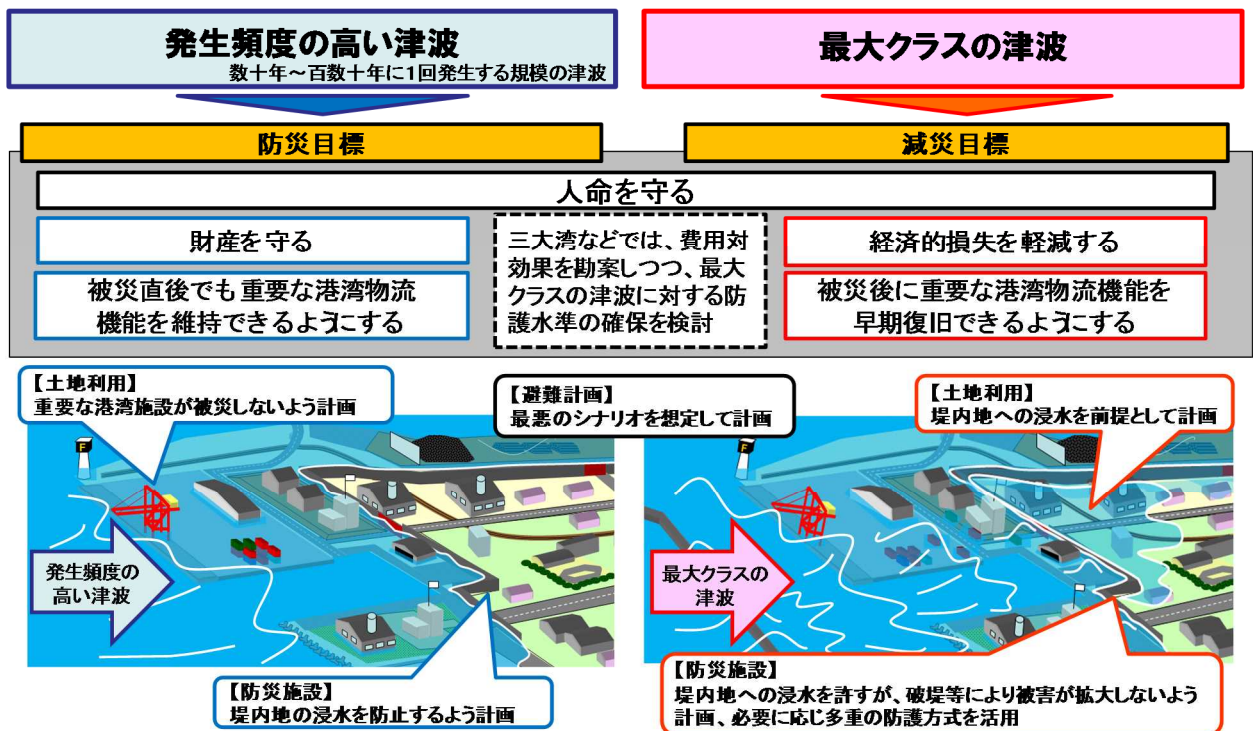 発生頻度の高い津波
数十年～百数十年に1回発生する規模の津波
最大クラスの津波
防災目標
減災目標
人命を守る
財産を守る
被災直後でも重要な港湾物流
機能を維持できるようにする
三大湾などでは、費用対
効果を勘案しつつ、最大
クラスの津波に対する防
護水準の確保を検討
経済的損失を軽減する
被災後に重要な港湾物流機能を
早期復旧できるようにする
【土地利用】
重要な港湾施設が被災しないよう計画
【避難計画】
最悪のシナリオを想定して計画
【土地利用】
堤内地への浸水を前提として計画
F
F
発生頻度の
高い津波
最大クラスの
津波
【防災施設】
堤内地の浸水を防止するよう計画
【防災施設】
堤内地への浸水を許すが、破堤等により被害が拡大しないよう
計画、必要に応じ多重の防護方式を活用